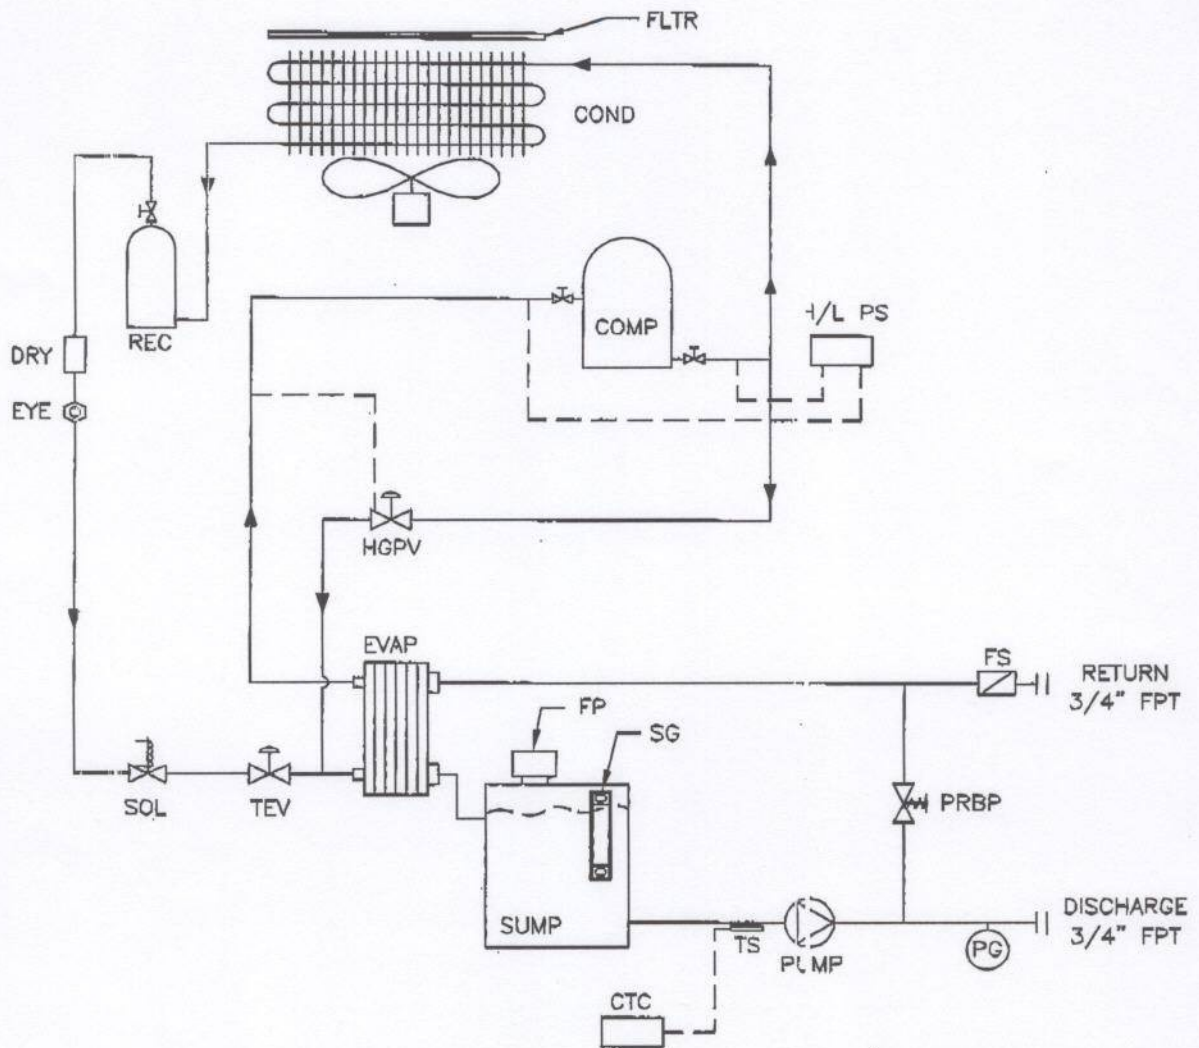 FLTR
COND
COMP
H/L PS
REC
DRY
EYE
HGPV
EVAP
FS
RETURN
3/4" FPT
FP
SG
SOL
TEV
PRBP
SUMP
TS
PUMP
PG
DISCHARGE
3/4" FPT
CTC